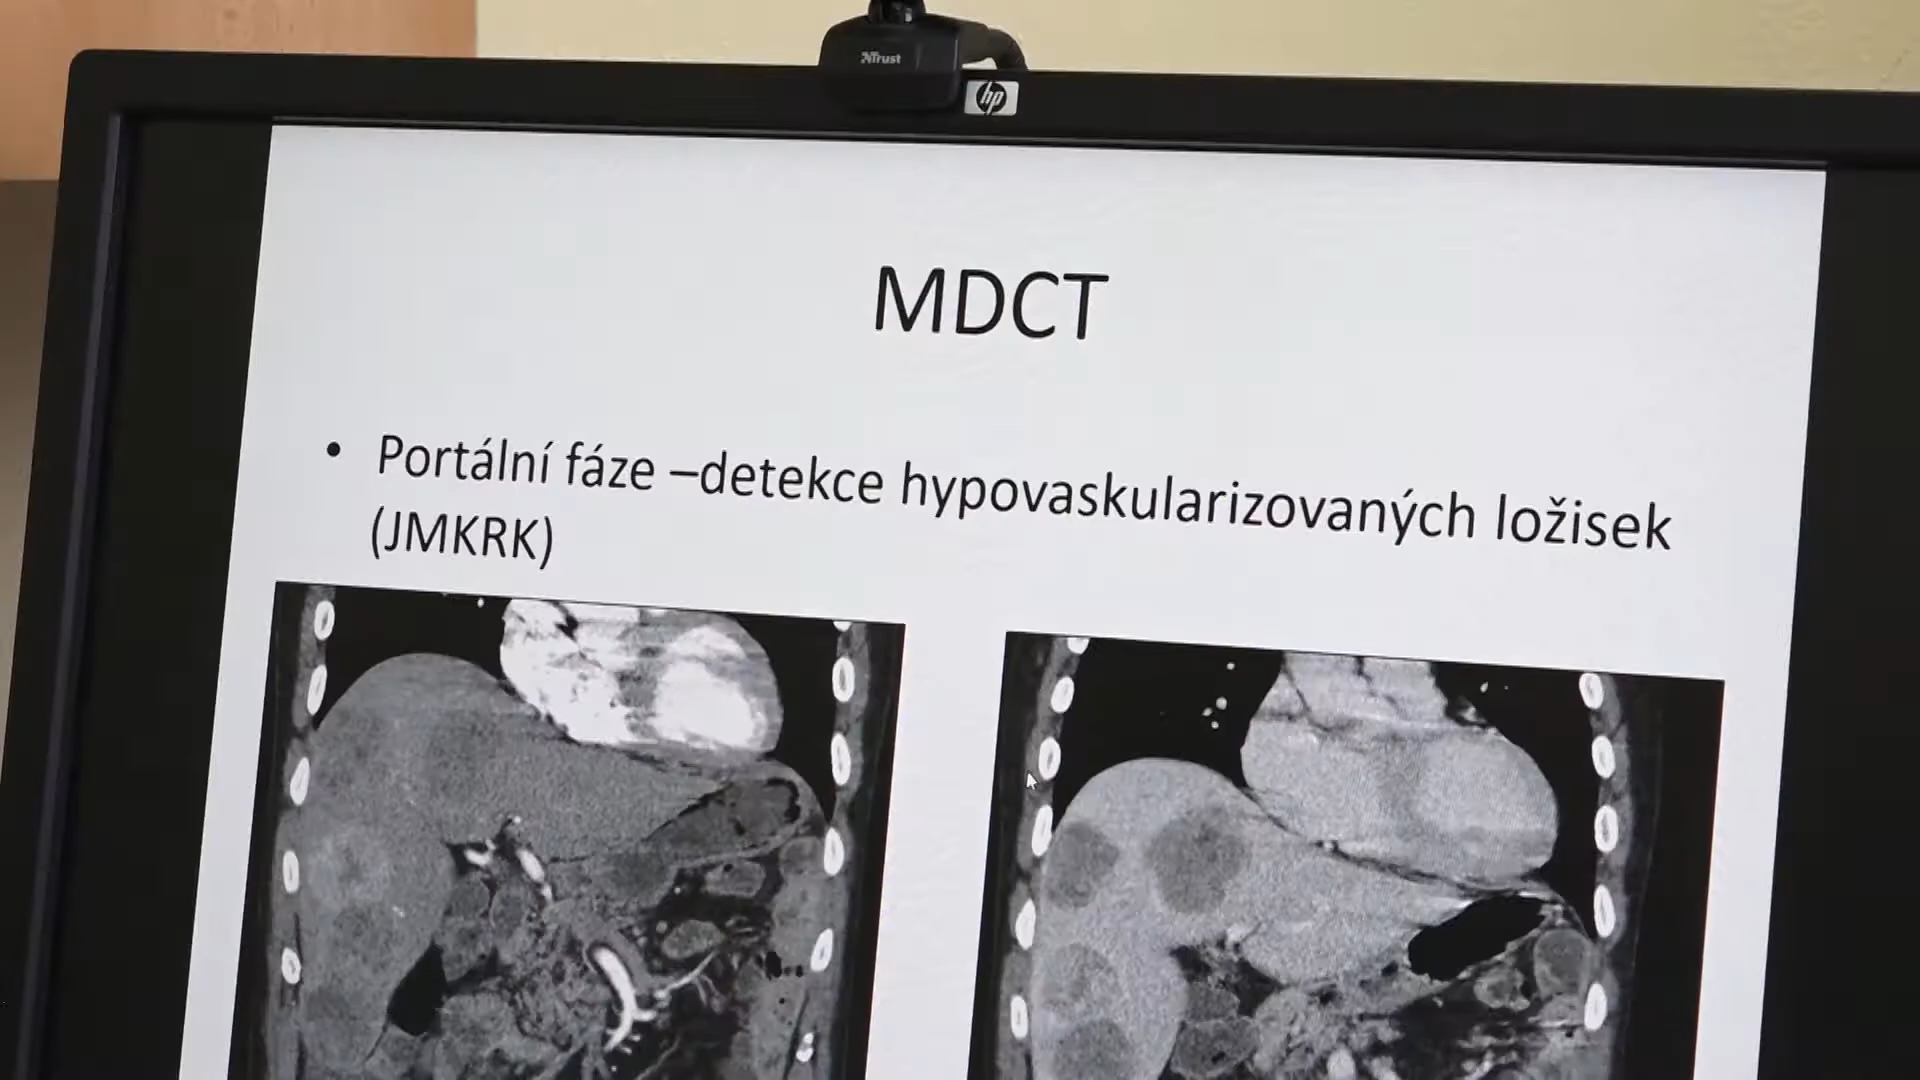 Trust
hp
MDCT
• Portální fáze –detekce hypovaskularizovaných ložisek
(JMKRK)